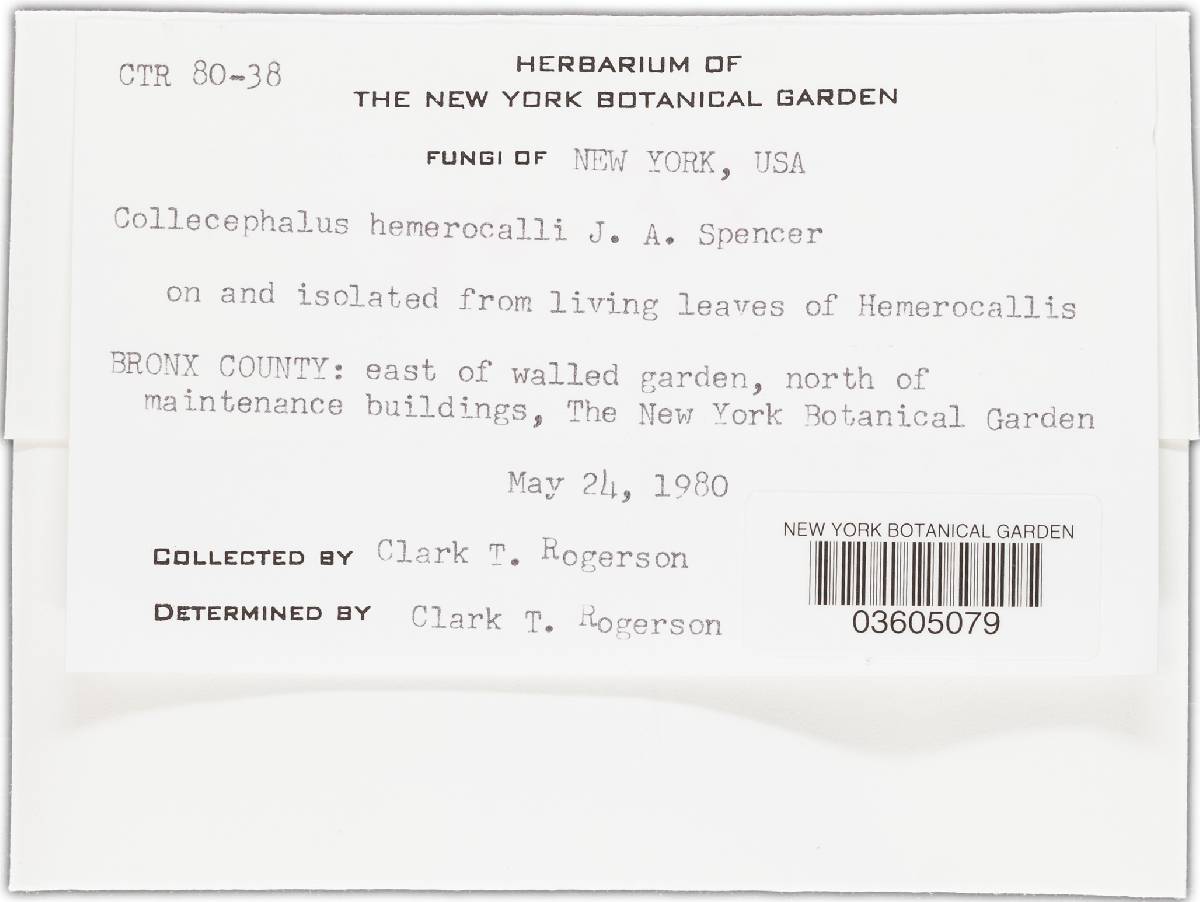 CTR 80-38
HERBARIUM OF
THE NEW YORK BOTANICAL GARDEN
FUNGI OF NEW YORK, USA
Collecephalus hemerocalli J. A. Spencer
on and isolated from living leaves of Hemerocallis
BRONX COUNTY: east of walled garden, north of
maintenance buildings, The New York Botanical Garden
May 24, 1980
COLLECTED BY Clark T. Rogerson
DETERMINED BY Clark T. Rogerson
NEW YORK BOTANICAL GARDEN
03605079